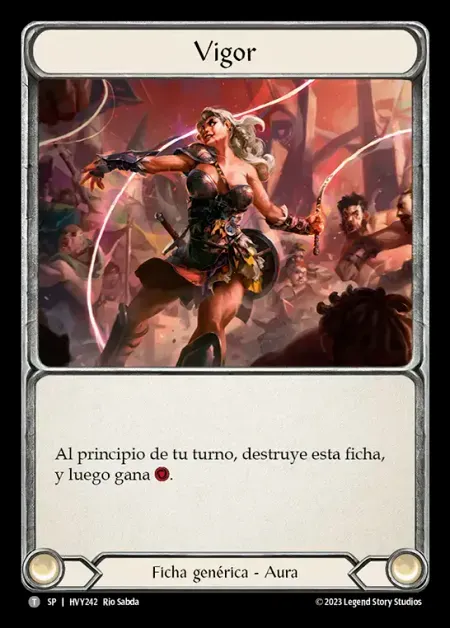 Vigor
Al principio de tu turno, destruye esta ficha,
y luego gana .
Ficha genérica - Aura
T SP | HVY242 Rio Sabda
© 2023 Legend Story Studios